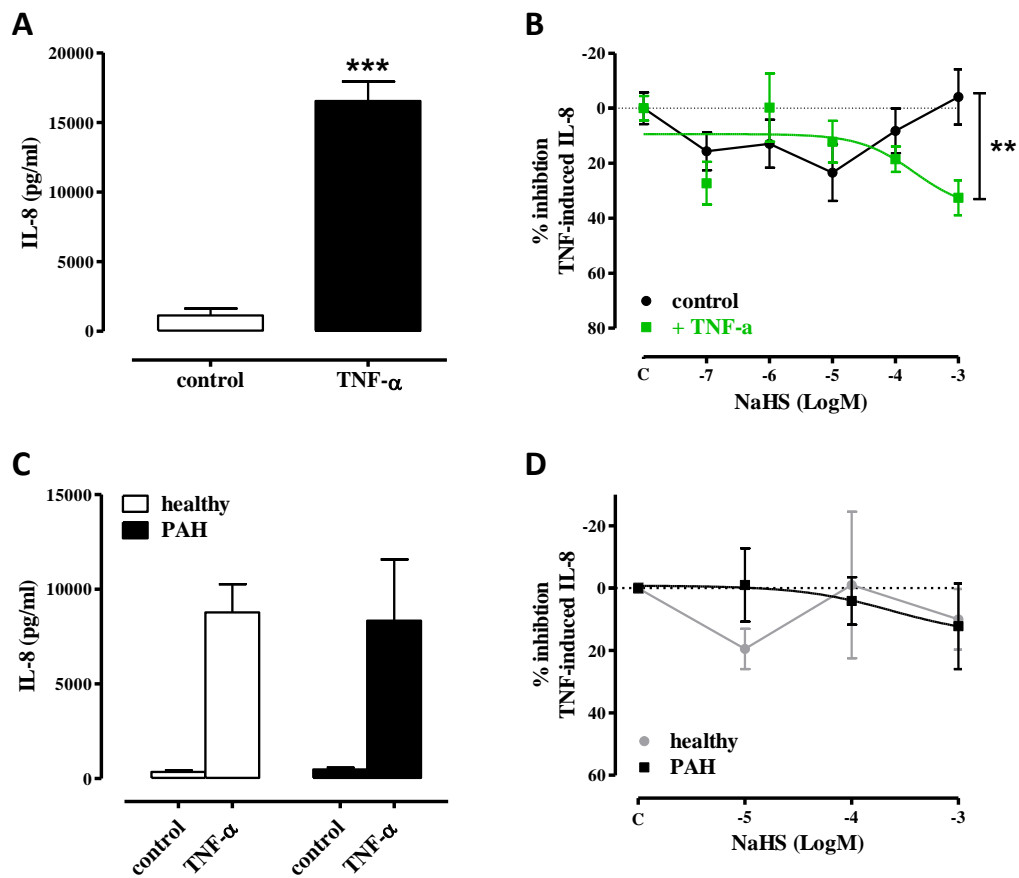 A
20000
15000
10000
5000
0
IL-8 (pg/ml)
***
control
TNF-α
B
-20
0
20
40
60
80
% inhibtion
TNF-induced IL-8
**
control
+ TNF-a
C
-7
-6
-5
-4
-3
NaHS (LogM)
C
15000
10000
5000
0
IL-8 (pg/ml)
healthy
PAH
control
TNF-α
control
TNF-α
D
-20
0
20
40
60
% inhibtion
TNF-induced IL-8
healthy
PAH
C
-5
-4
-3
NaHS (LogM)